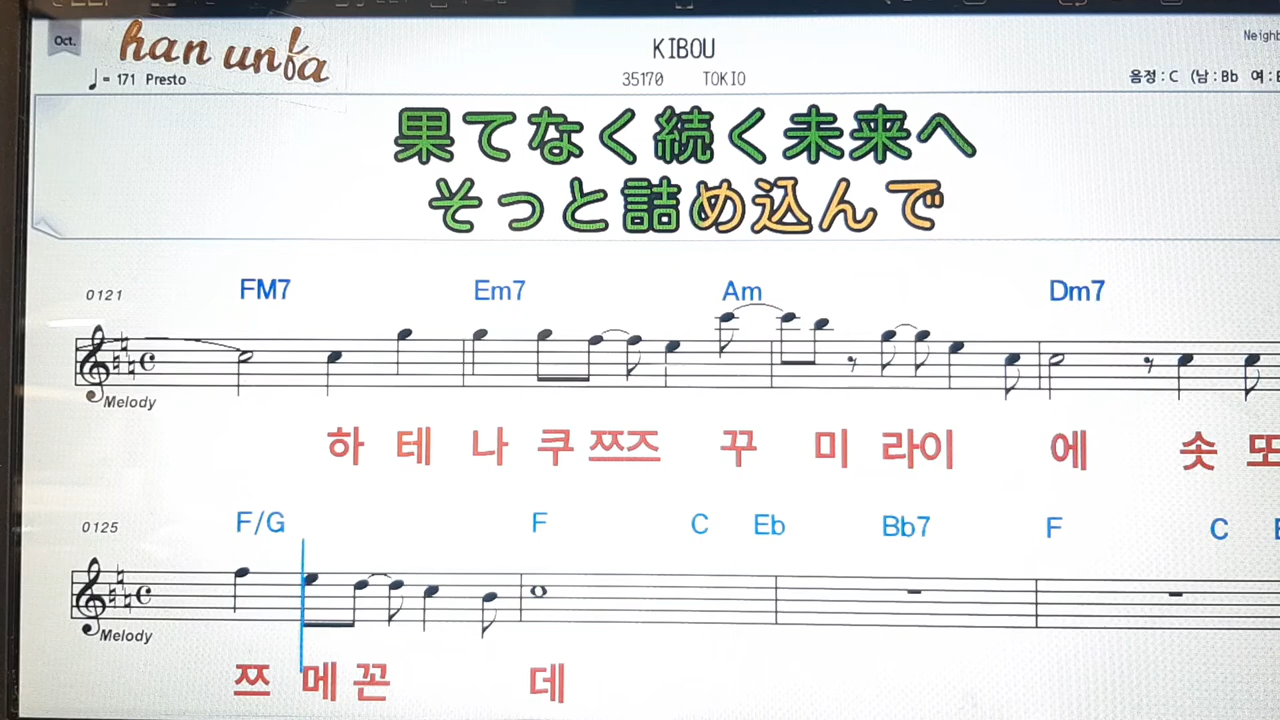 Oct.
han unba
KIBOU
♩= 171 Presto
35170 TOKIO
음정 : C (남 : Bb 여 :
果てなく続く未来へ
そっと詰め込んで
0121 FM7 Em7 Am Dm7
Melody
하 테 나 쿠 쯔즈 꾸 미 라이 에 솟 또
0125 F/G F C Eb Bb7 F C
Melody
쯔 메 꼰 데